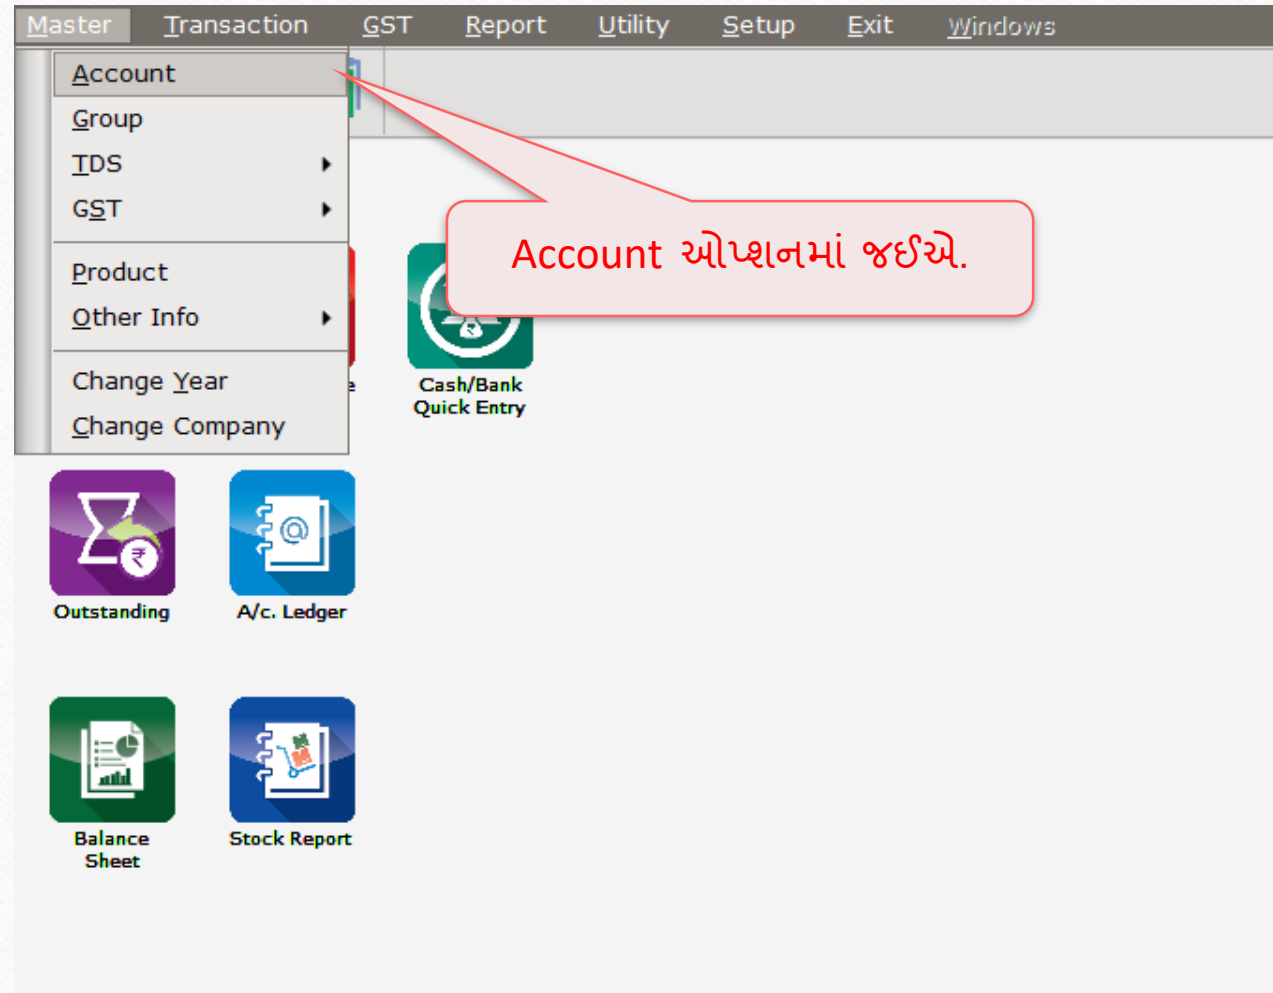 Master Transaction GST Report Utility Setup Exit Windows
Account
Group
TDS
GST
Product
Other Info
Change Year
Change Company
Account ઓપ્શનમાં જઈએ.
Cash/Bank
Quick Entry
Outstanding
A/c. Ledger
Balance
Sheet
Stock Report